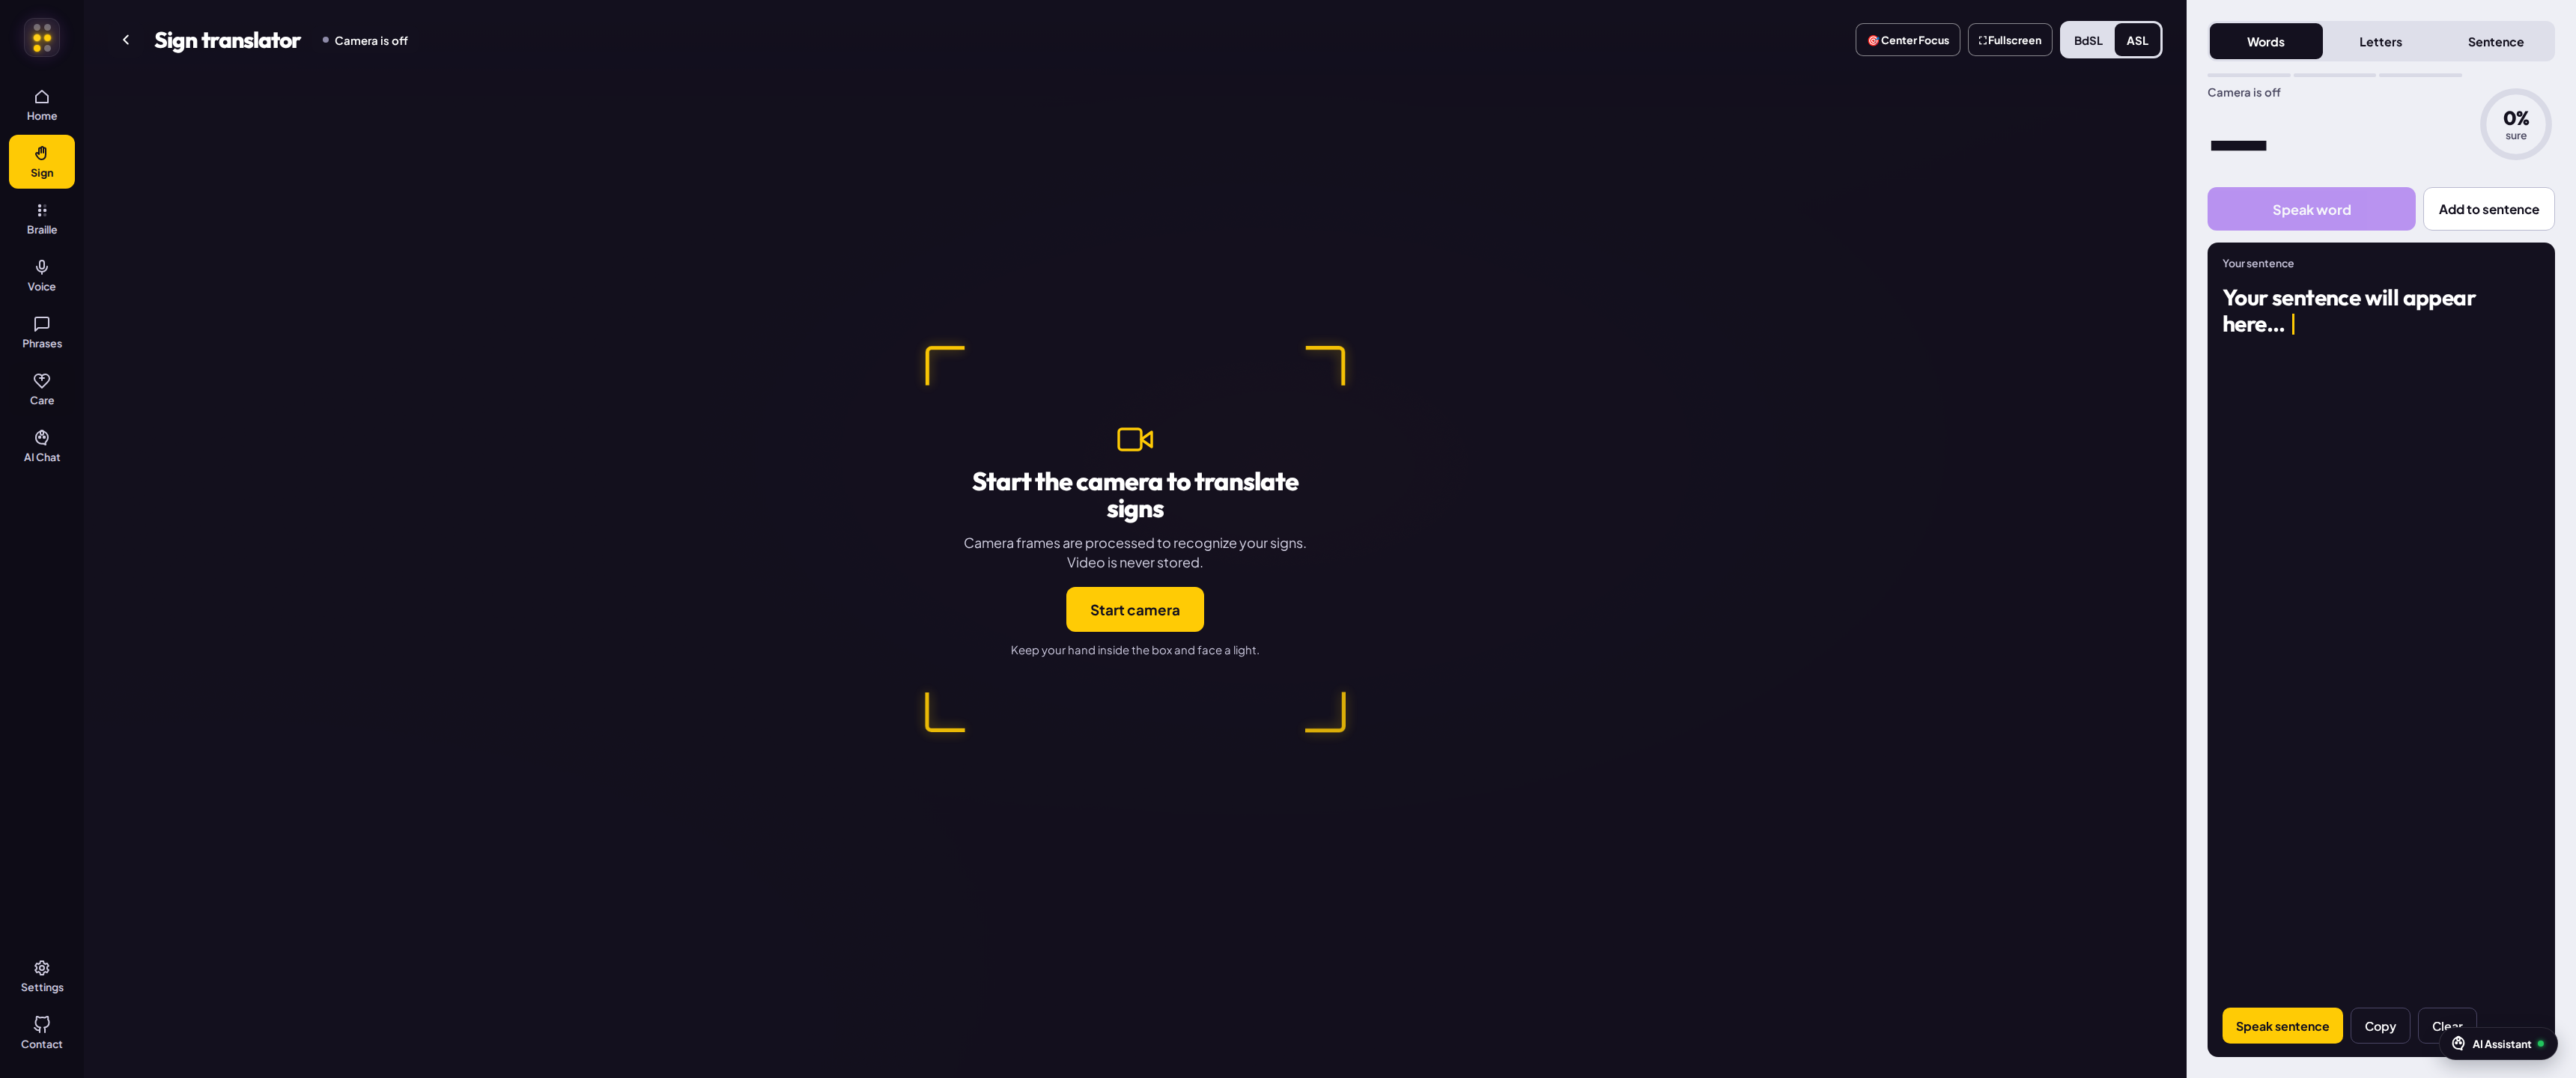 Home
Sign
Braille
Voice
Phrases
Care
AI Chat
Settings
Contact
Sign translator
Camera is off
🎯 Center Focus
⛶ Fullscreen
BdSL
ASL
Start the camera to translate
signs
Camera frames are processed to recognize your signs.
Video is never stored.
Start camera
Keep your hand inside the box and face a light.
Words
Letters
Sentence
Camera is off
0%
sure
Speak word
Add to sentence
Your sentence
Your sentence will appear
here...
Speak sentence
Copy
Clear
AI Assistant